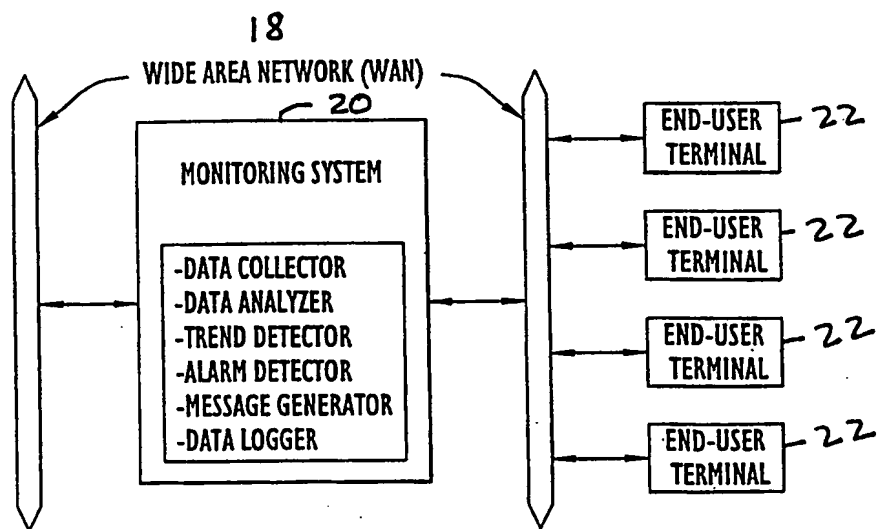 18
WIDE AREA NETWORK (WAN)
20
MONITORING SYSTEM
-DATA COLLECTOR
-DATA ANALYZER
-TREND DETECTOR
-ALARM DETECTOR
-MESSAGE GENERATOR
-DATA LOGGER
END-USER
TERMINAL
22
END-USER
TERMINAL
22
END-USER
TERMINAL
22
END-USER
TERMINAL
22